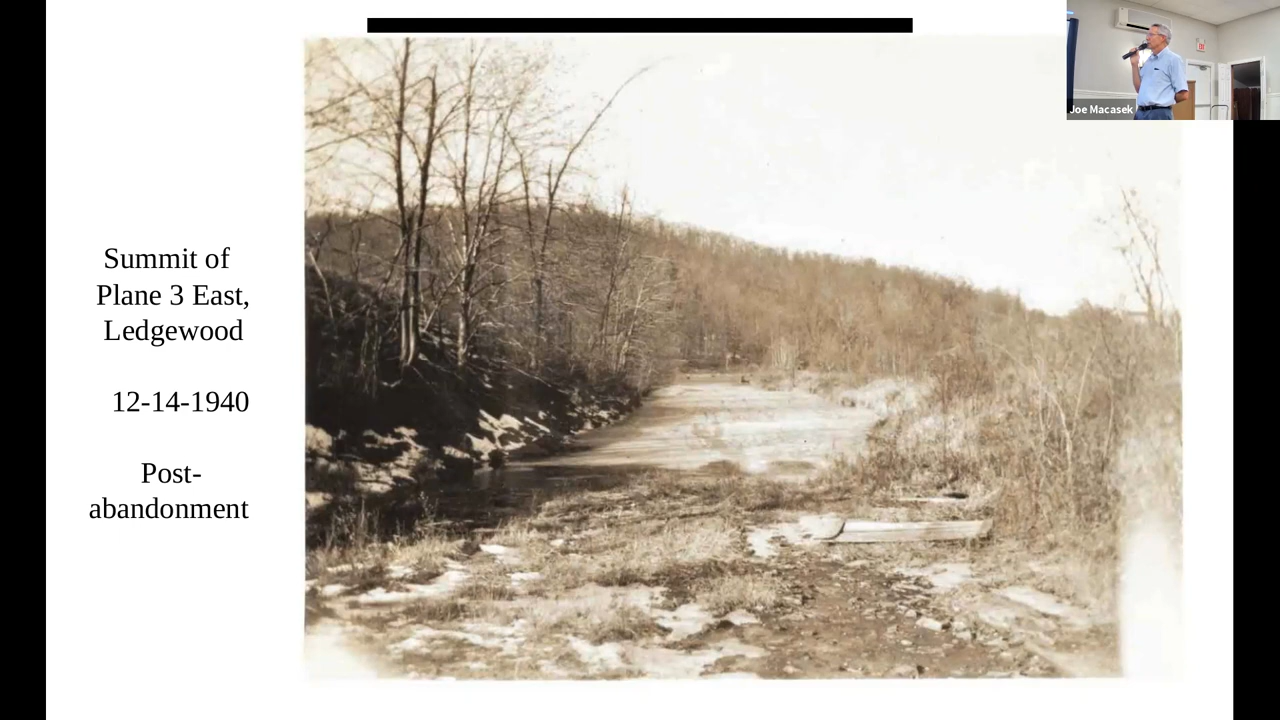 Joe Macasek
Summit of
Plane 3 East,
Ledgewood
12-14-1940
Post-
abandonment